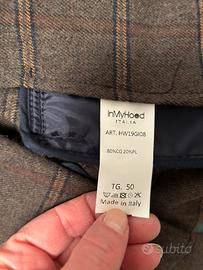 InMyHood
ITALIA
ART. HW19GI08
80%CO 20%PL
TG. 50
Made in Italy
Subito